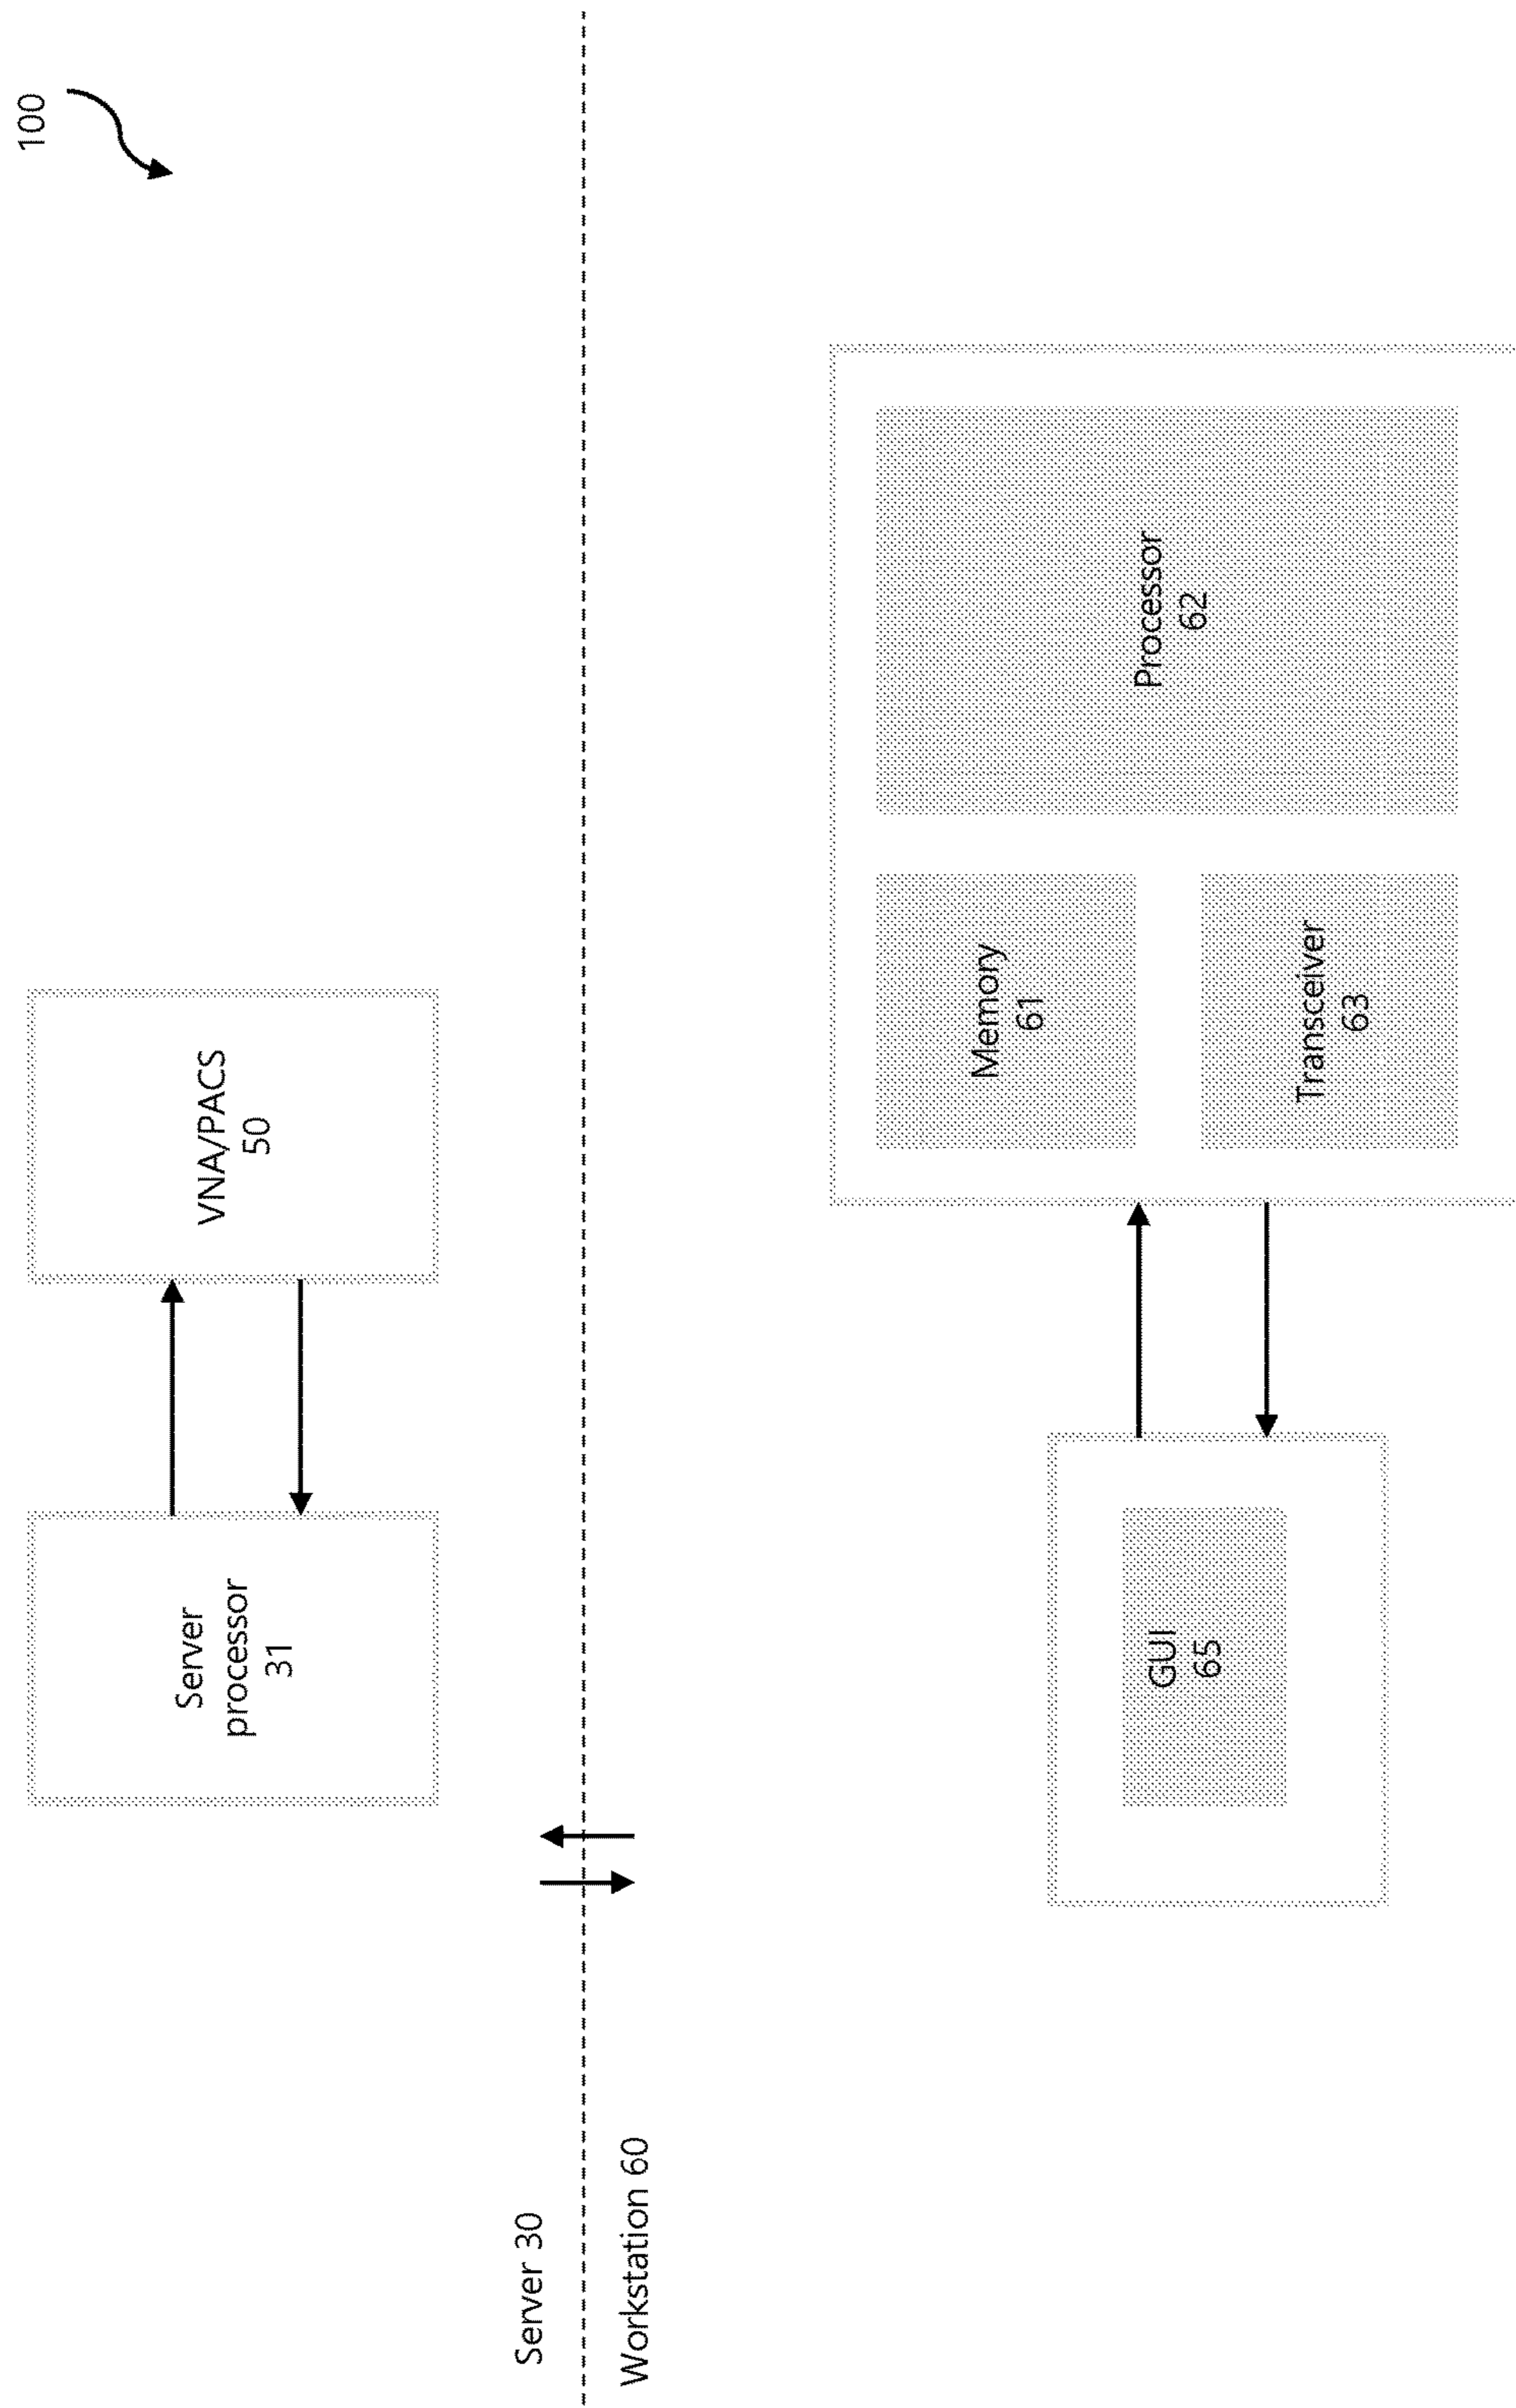 100
Server
processor
31
VNA/PACS
50
Server 30
Workstation 60
GUI
65
Memory
61
Transceiver
63
Processor
62